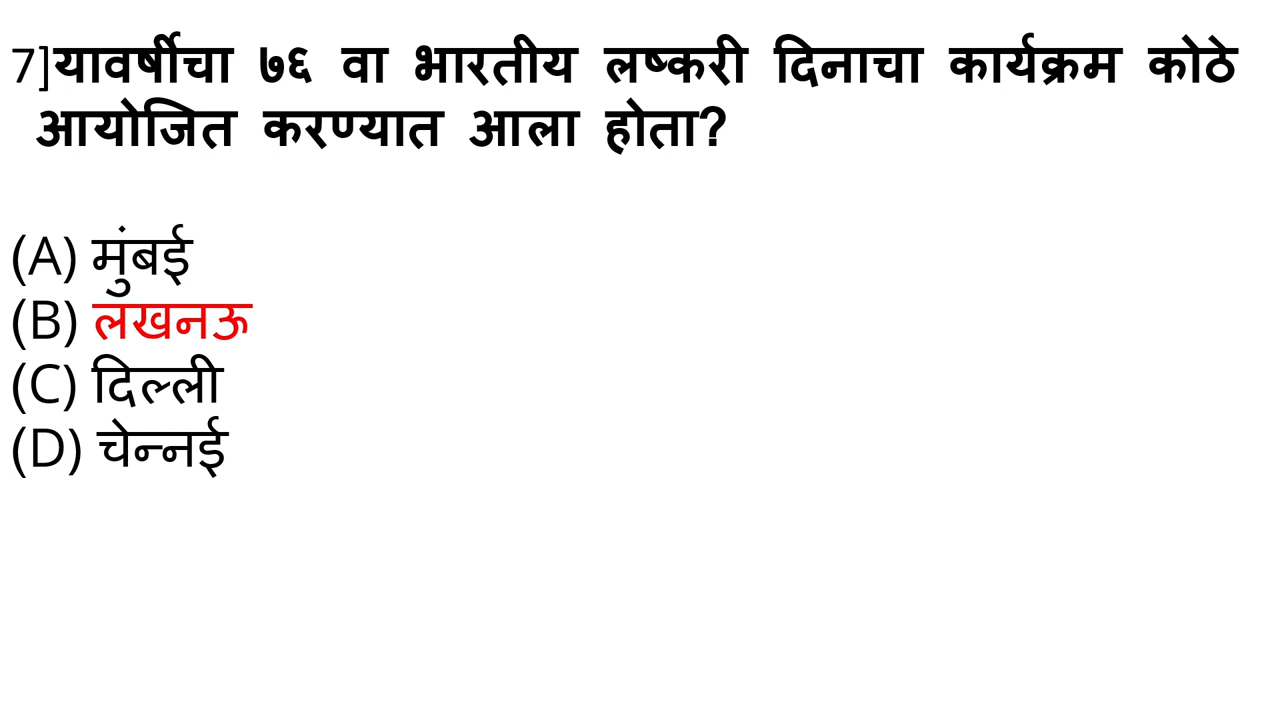 7]यावर्षीचा ७६ वा भारतीय लष्करी दिनाचा कार्यक्रम कोठे
आयोजित करण्यात आला होता?
(A) मुंबई
(B) लखनऊ
(C) दिल्ली
(D) चेन्नई